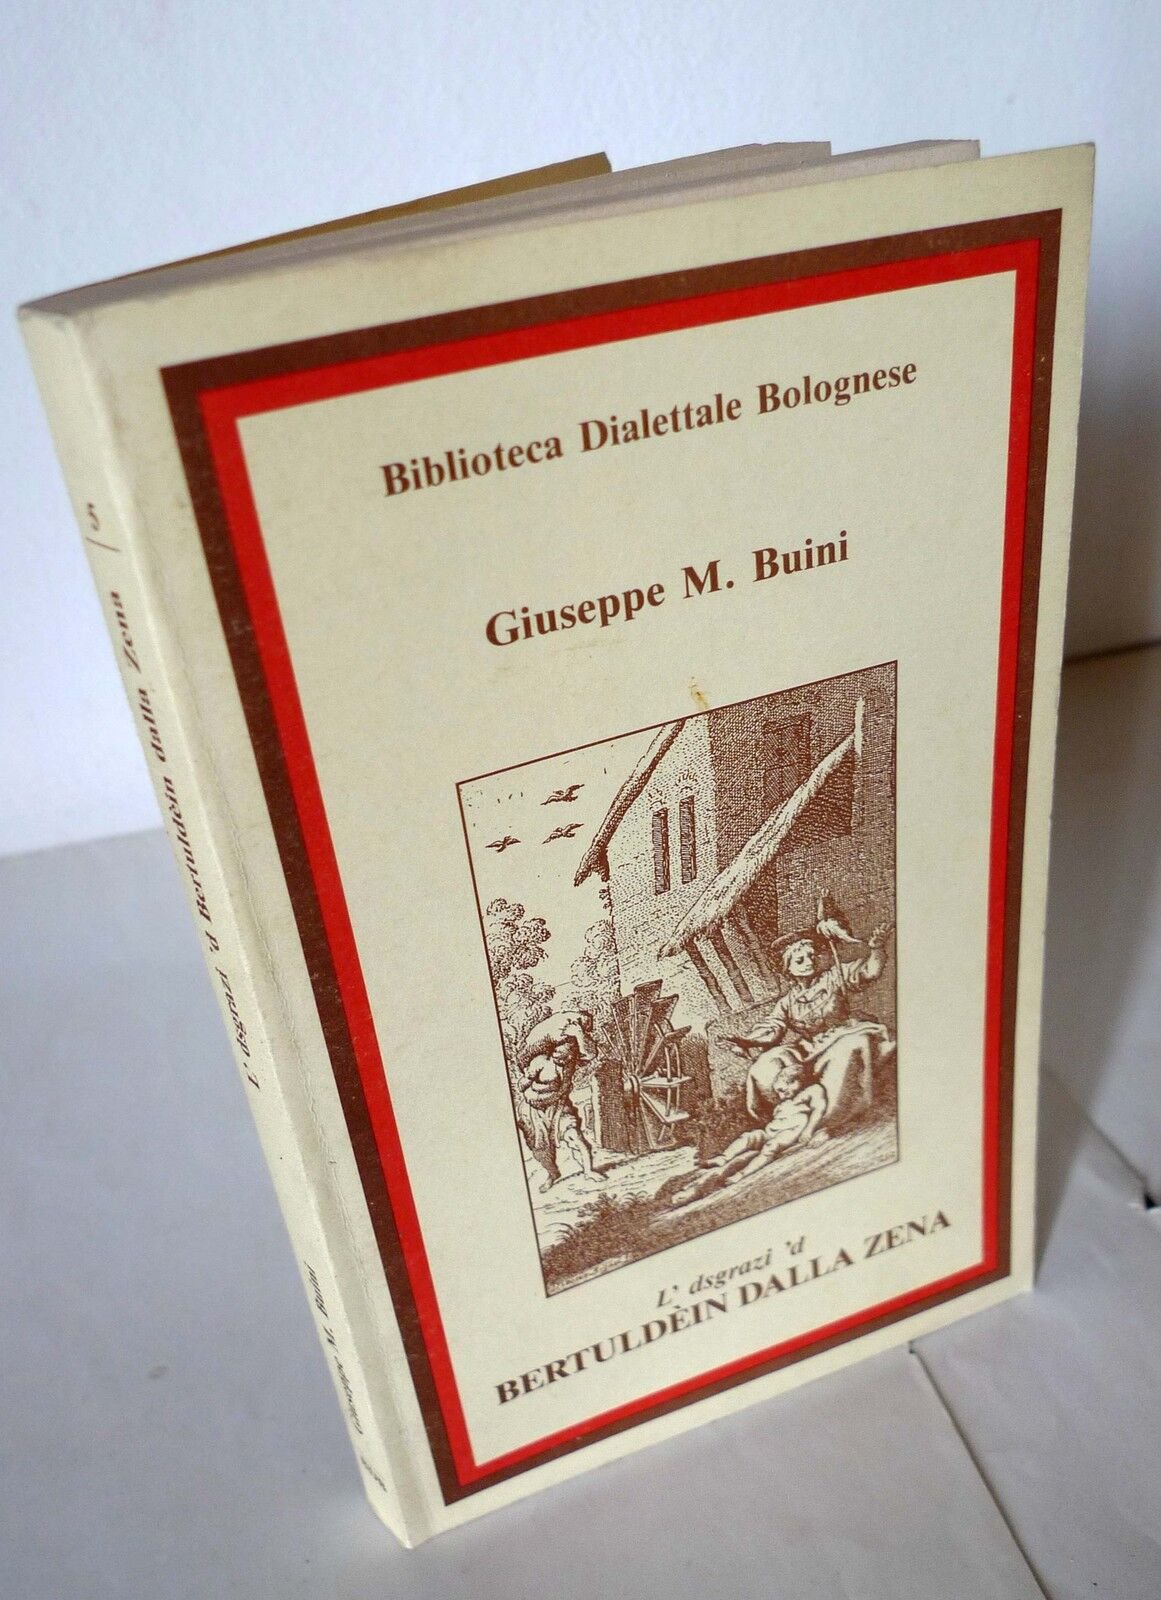 Biblioteca Dialettale Bolognese
Giuseppe M. Buini
L' dsgrazi 'd
BERTULDÈIN DALLA ZENA
Giuseppe M. Buini
L' dsgrazi 'd Bertuldèin dalla Zena / 5